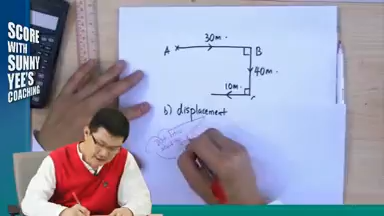 SCORE
WITH
SUNNY
YEE'S
COACHING
30m.
A
B
40m.
10m.
b) displacement